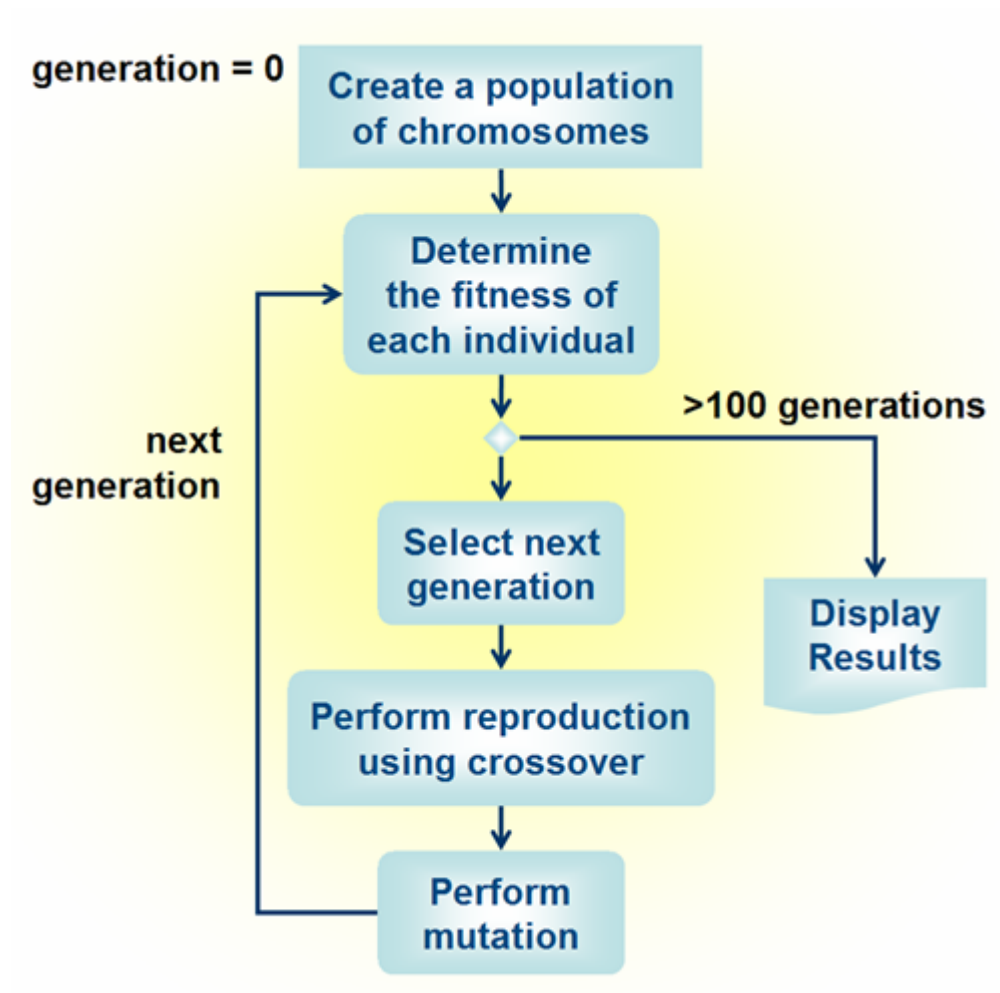 generation = 0
Create a population
of chromosomes
Determine
the fitness of
each individual
>100 generations
next
generation
Select next
generation
Display
Results
Perform reproduction
using crossover
Perform
mutation